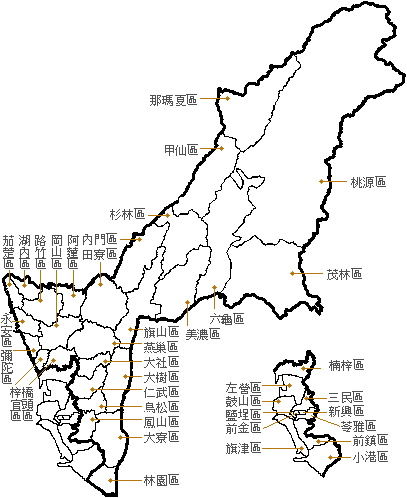 那瑪夏區
甲仙區
桃源區
杉林區
內門區
田寮區
阿蓮區
岡山區
路竹區
湖內區
茄萣區
茂林區
六龜區
美濃區
永安區
彌陀區
梓官區
橋頭區
旗山區
燕巢區
大社區
大樹區
仁武區
鳥松區
鳳山區
大寮區
林園區
楠梓區
左營區
鼓山區
鹽埕區
前金區
旗津區
三民區
新興區
苓雅區
前鎮區
小港區